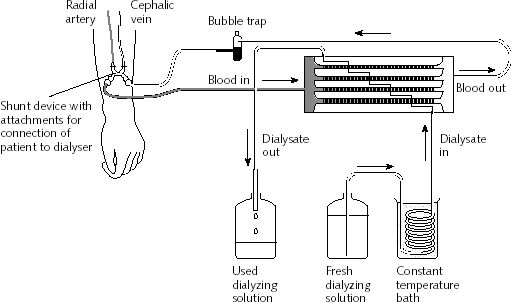 Radial
artery
Cephalic
vein
Bubble trap
Blood in
Blood out
Shunt device with
attachments for
connection of
patient to dialyser
Dialysate
out
Dialysate
in
Used
dialyzing
solution
Fresh
dialyzing
solution
Constant
temperature
bath